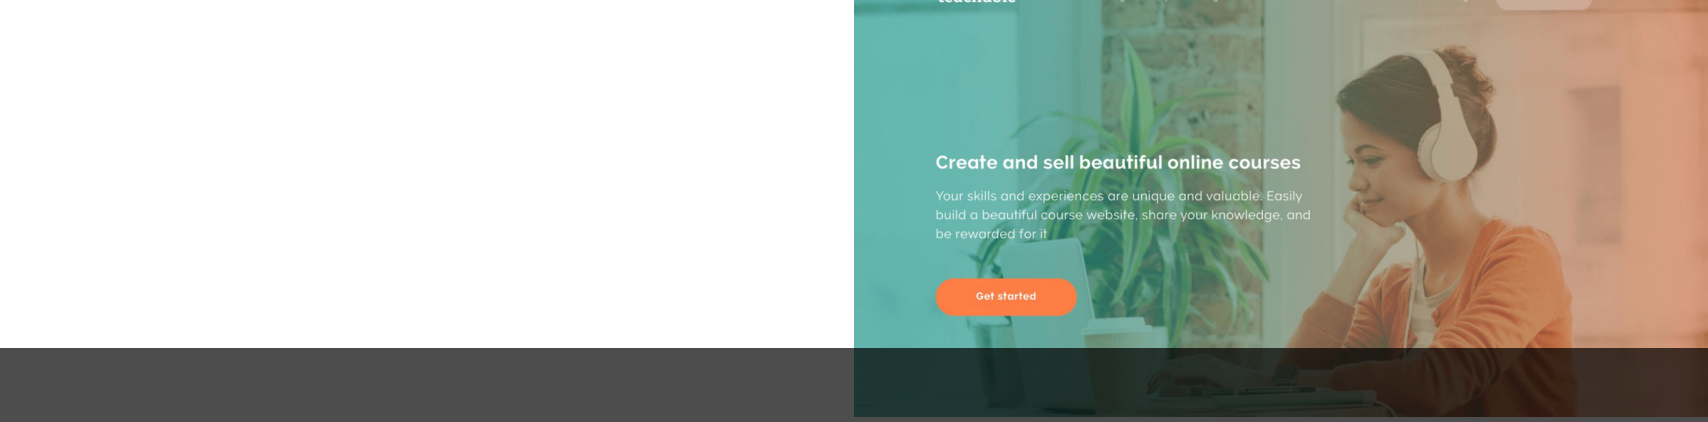 Create and sell beautiful online courses
Your skills and experiences are unique and valuable. Easily
build a beautiful course website, share your knowledge, and
be rewarded for it
Get started